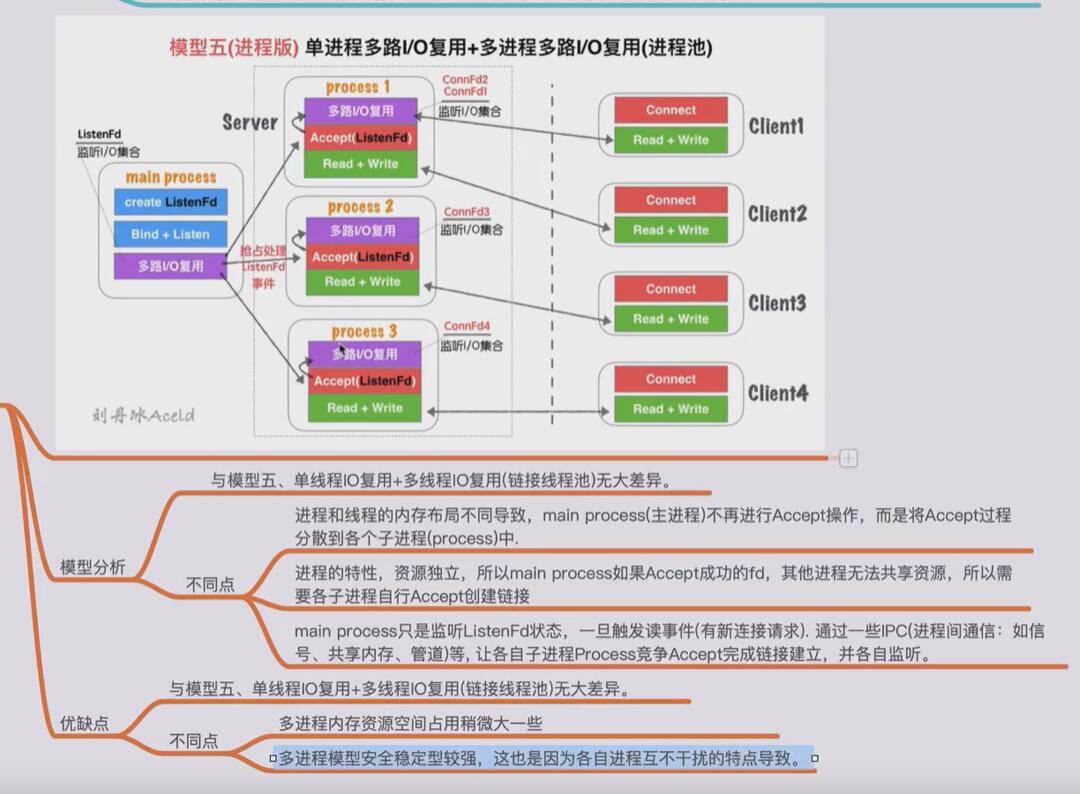 模型五(进程版) 单进程多路I/O复用+多进程多路I/O复用(进程池)
Server
ListenFd
监听I/O集合
main process
create ListenFd
Bind + Listen
多路I/O复用
抢占处理
ListenFd
事件
process 1
多路I/O复用
Accept(ListenFd)
Read + Write
ConnFd2
ConnFd1
监听I/O集合
process 2
多路I/O复用
Accept(ListenFd)
Read + Write
ConnFd3
监听I/O集合
process 3
多路I/O复用
Accept(ListenFd)
Read + Write
ConnFd4
监听I/O集合
Connect
Read + Write
Client1
Connect
Read + Write
Client2
Connect
Read + Write
Client3
Connect
Read + Write
Client4
刘丹冰Aceld
模型分析
与模型五、单线程IO复用+多线程IO复用(链接线程池)无大差异。
不同点
进程和线程的内存布局不同导致，main process(主进程)不再进行Accept操作，而是将Accept过程
分散到各个子进程(process)中.
进程的特性，资源独立，所以main process如果Accept成功的fd，其他进程无法共享资源，所以需
要各子进程自行Accept创建链接
main process只是监听ListenFd状态，一旦触发读事件(有新连接请求). 通过一些IPC(进程间通信：如信
号、共享内存、管道)等, 让各自子进程Process竞争Accept完成链接建立，并各自监听。
优缺点
与模型五、单线程IO复用+多线程IO复用(链接线程池)无大差异。
不同点
多进程内存资源空间占用稍微大一些
多进程模型安全稳定型较强，这也是因为各自进程互不干扰的特点导致。